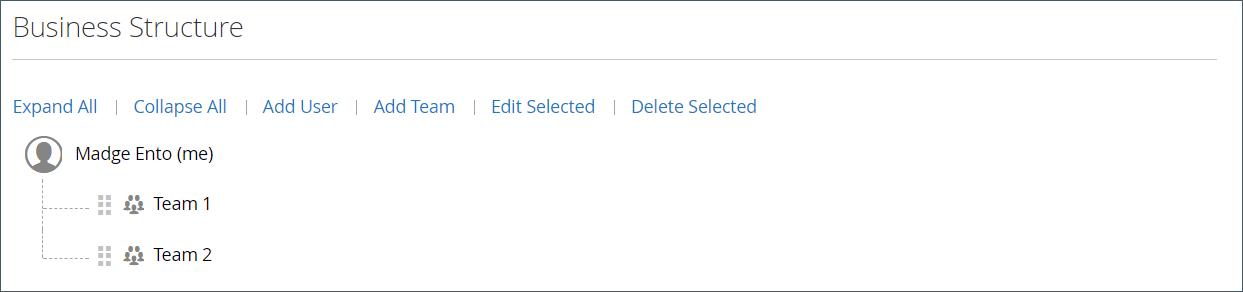 Business Structure
Expand All | Collapse All | Add User | Add Team | Edit Selected | Delete Selected
Madge Ento (me)
Team 1
Team 2